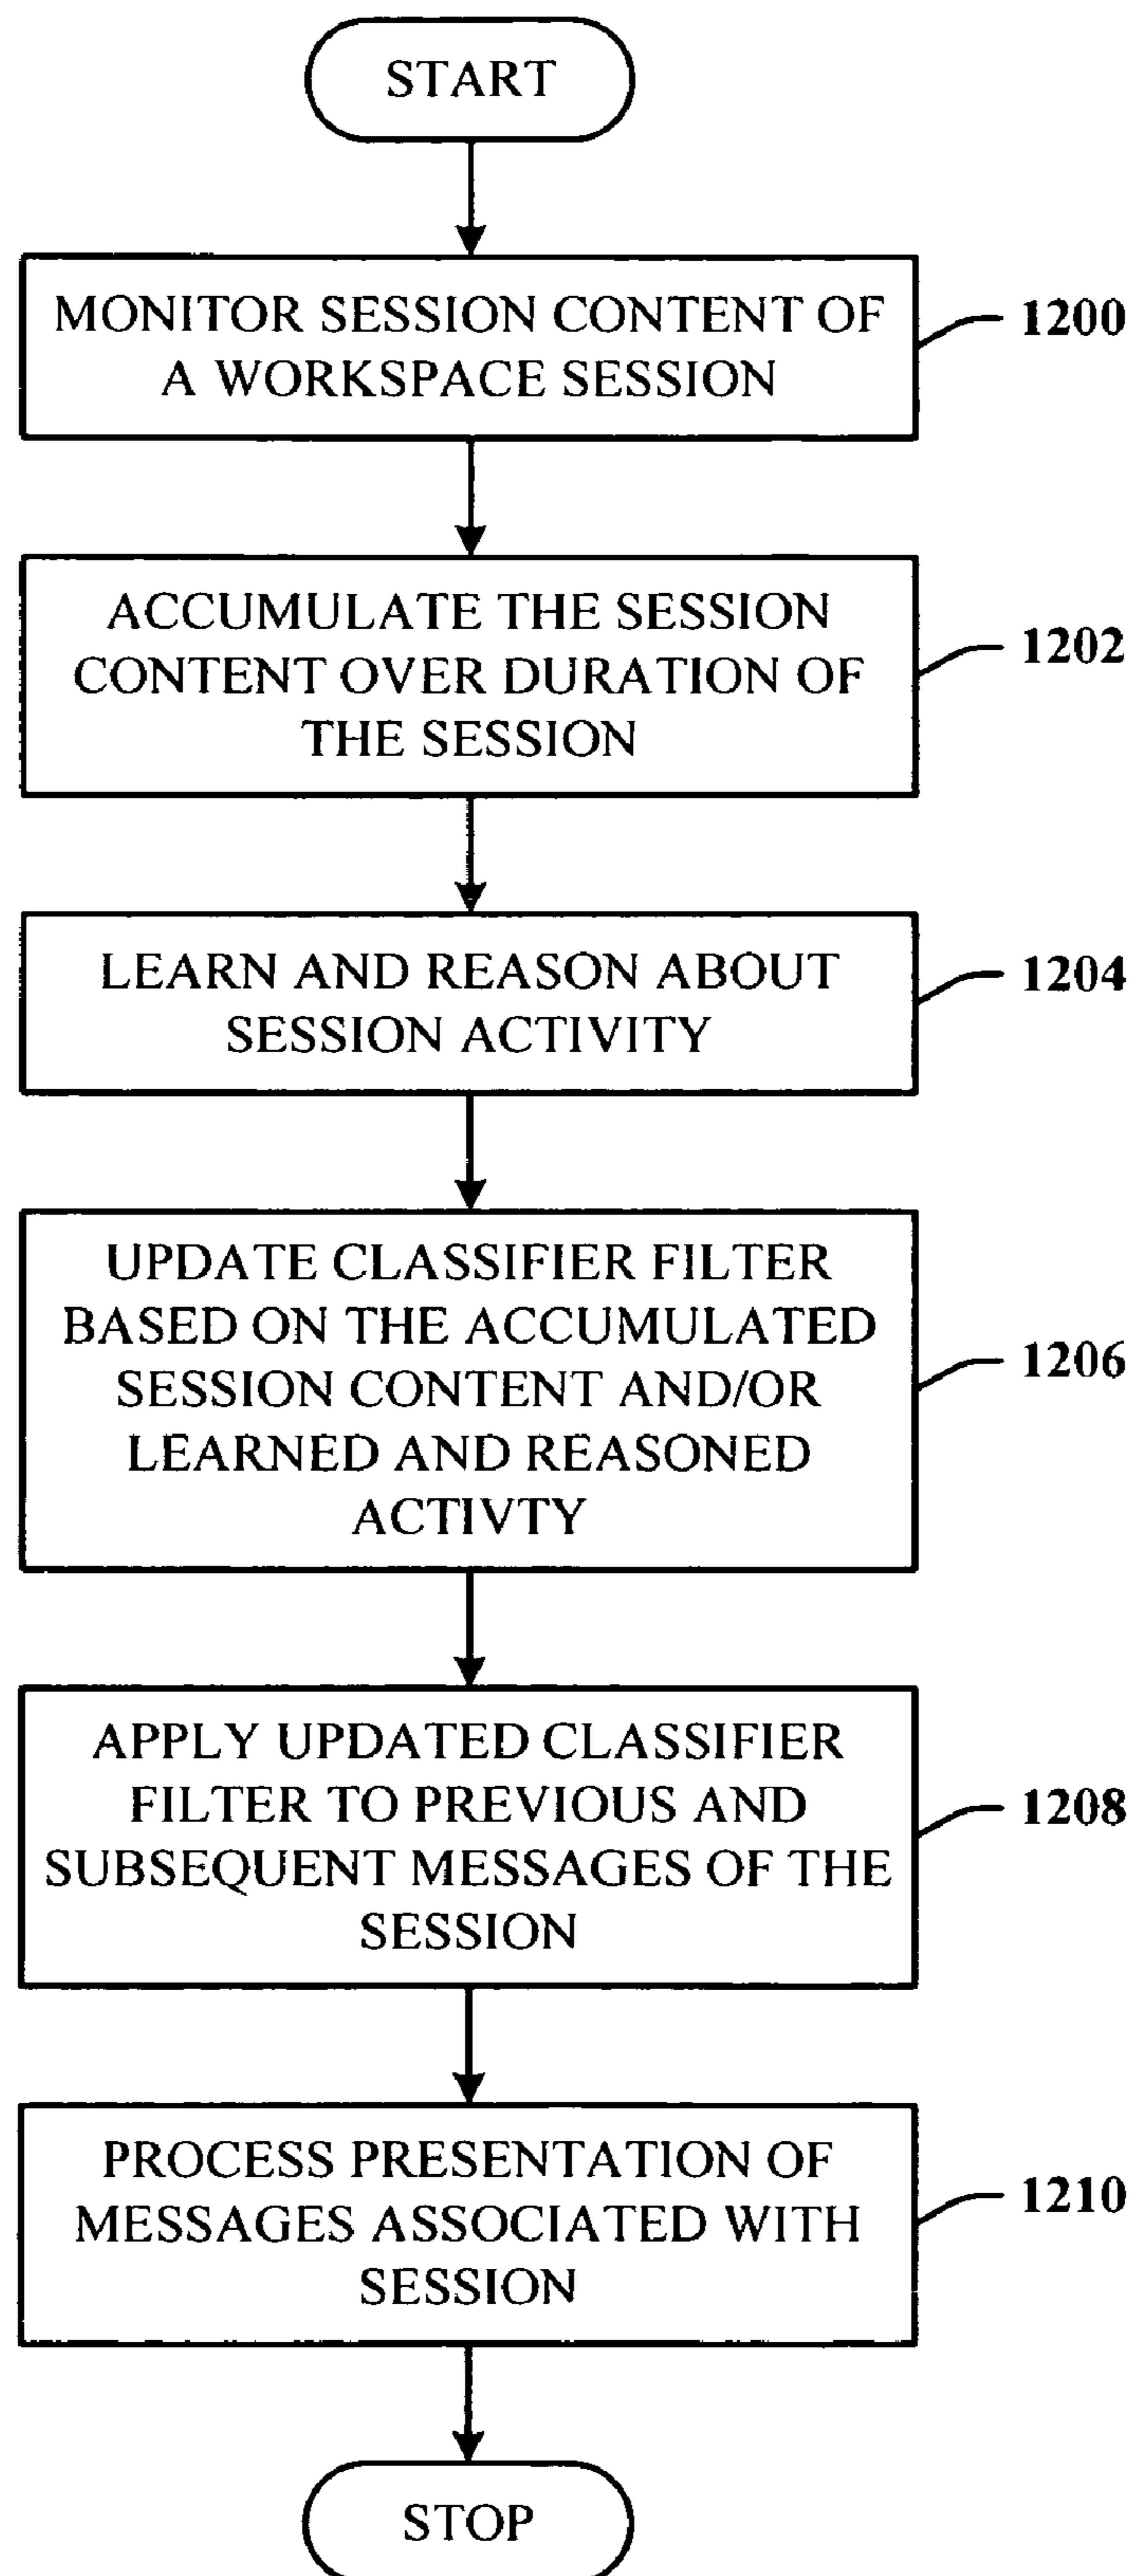 START
MONITOR SESSION CONTENT OF
A WORKSPACE SESSION
1200
ACCUMULATE THE SESSION
CONTENT OVER DURATION OF
THE SESSION
1202
LEARN AND REASON ABOUT
SESSION ACTIVITY
1204
UPDATE CLASSIFIER FILTER
BASED ON THE ACCUMULATED
SESSION CONTENT AND/OR
LEARNED AND REASONED
ACTIVTY
1206
APPLY UPDATED CLASSIFIER
FILTER TO PREVIOUS AND
SUBSEQUENT MESSAGES OF THE
SESSION
1208
PROCESS PRESENTATION OF
MESSAGES ASSOCIATED WITH
SESSION
1210
STOP